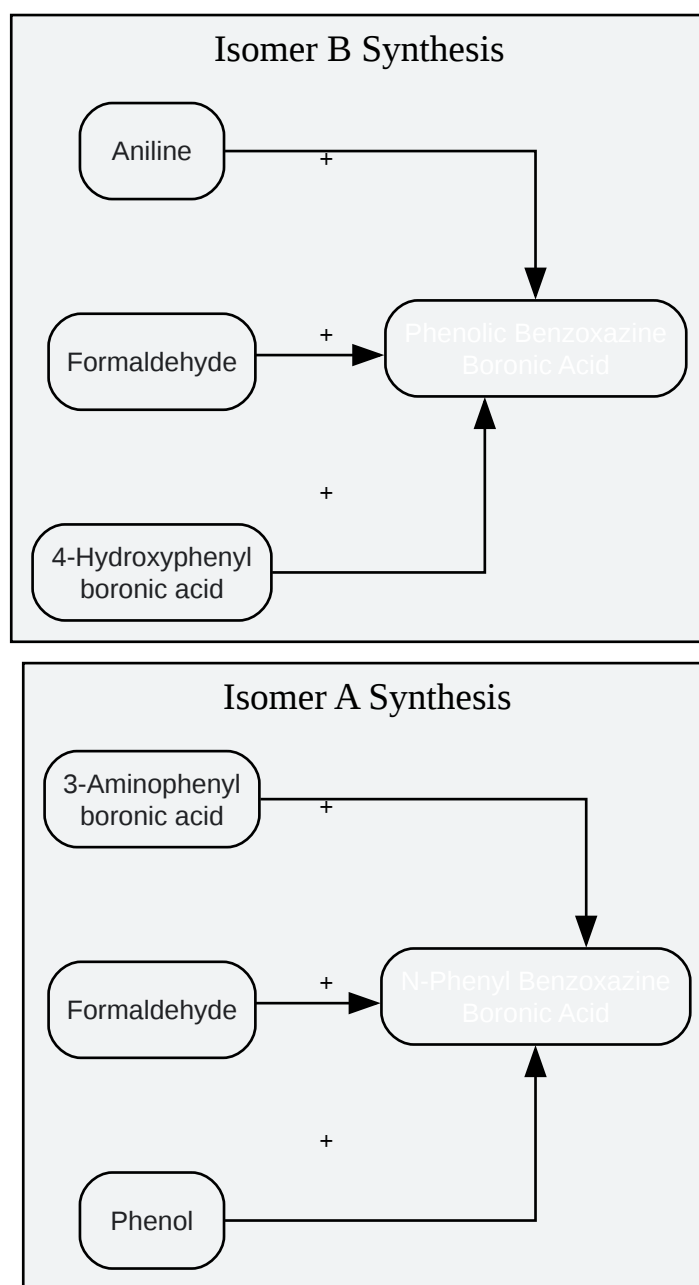 Isomer B Synthesis
Aniline
+
Formaldehyde
+
Phenolic Benzoxazine
Boronic Acid
+
4-Hydroxyphenyl
boronic acid
Isomer A Synthesis
3-Aminophenyl
boronic acid
+
Formaldehyde
+
N-Phenyl Benzoxazine
Boronic Acid
+
Phenol